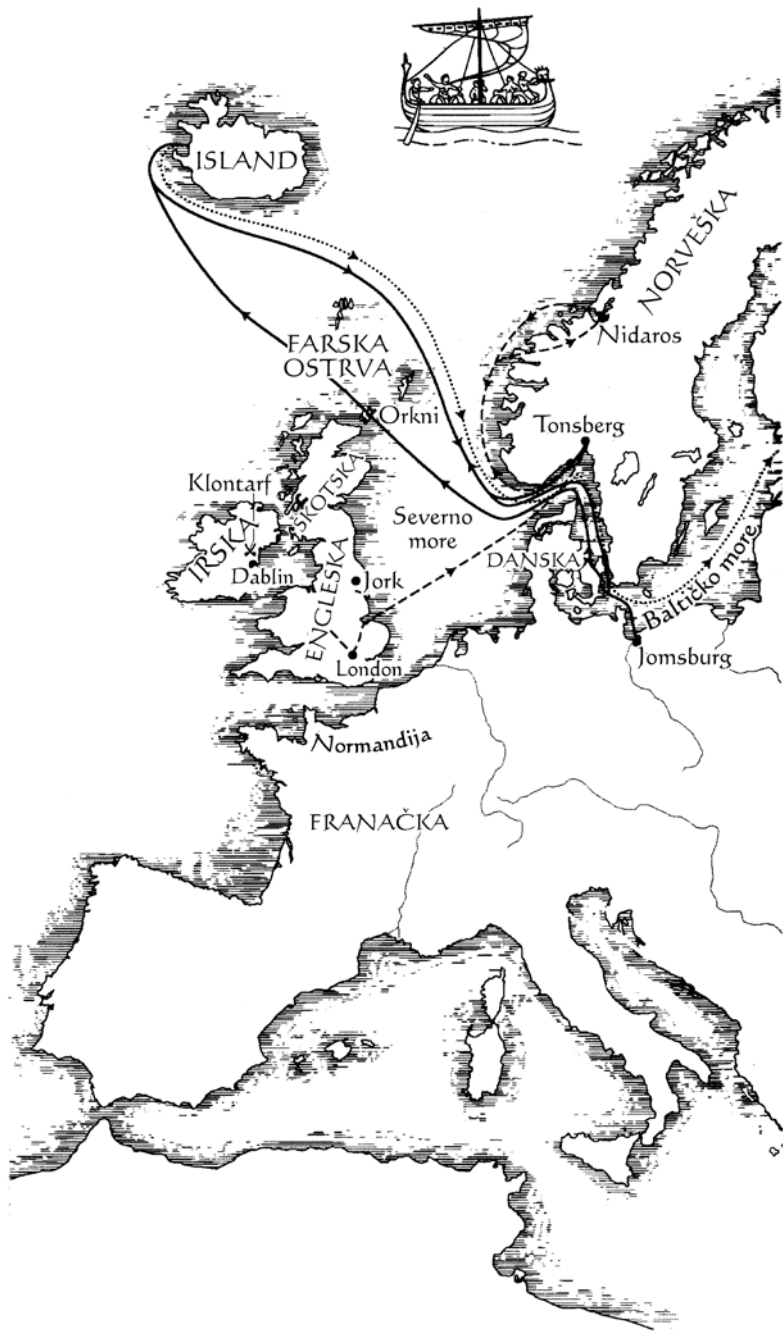 ISLAND
NORVEŠKA
Nidaros
FARSKA
OSTRVA
Orkni
Tonsberg
Klontarf
ŠKOTSKA
Severno
more
IRSKA
DANSKA
Dablin
Jork
ENGLESKA
Baltičko more
London
Jomsburg
Normandija
FRANAČKA